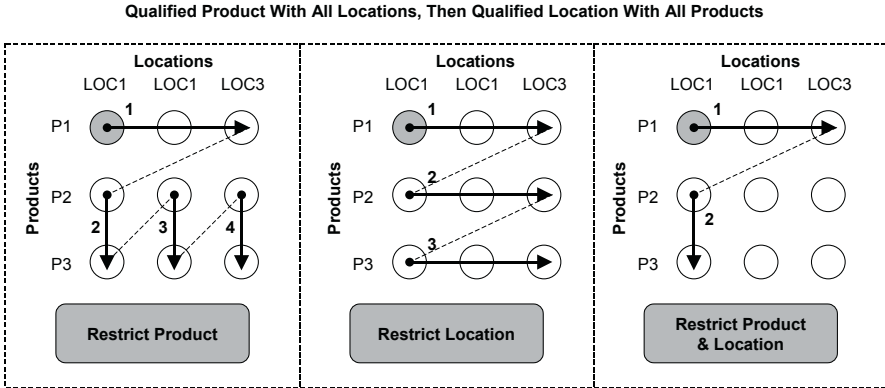 Qualified Product With All Locations, Then Qualified Location With All Products
Locations
LOC1 LOC1 LOC3
1
P1
Products
P2
2 3 4
P3
Restrict Product
Locations
LOC1 LOC1 LOC3
1
P1
Products
2
P2
3
P3
Restrict Location
Locations
LOC1 LOC1 LOC3
1
P1
Products
P2
2
P3
Restrict Product
& Location